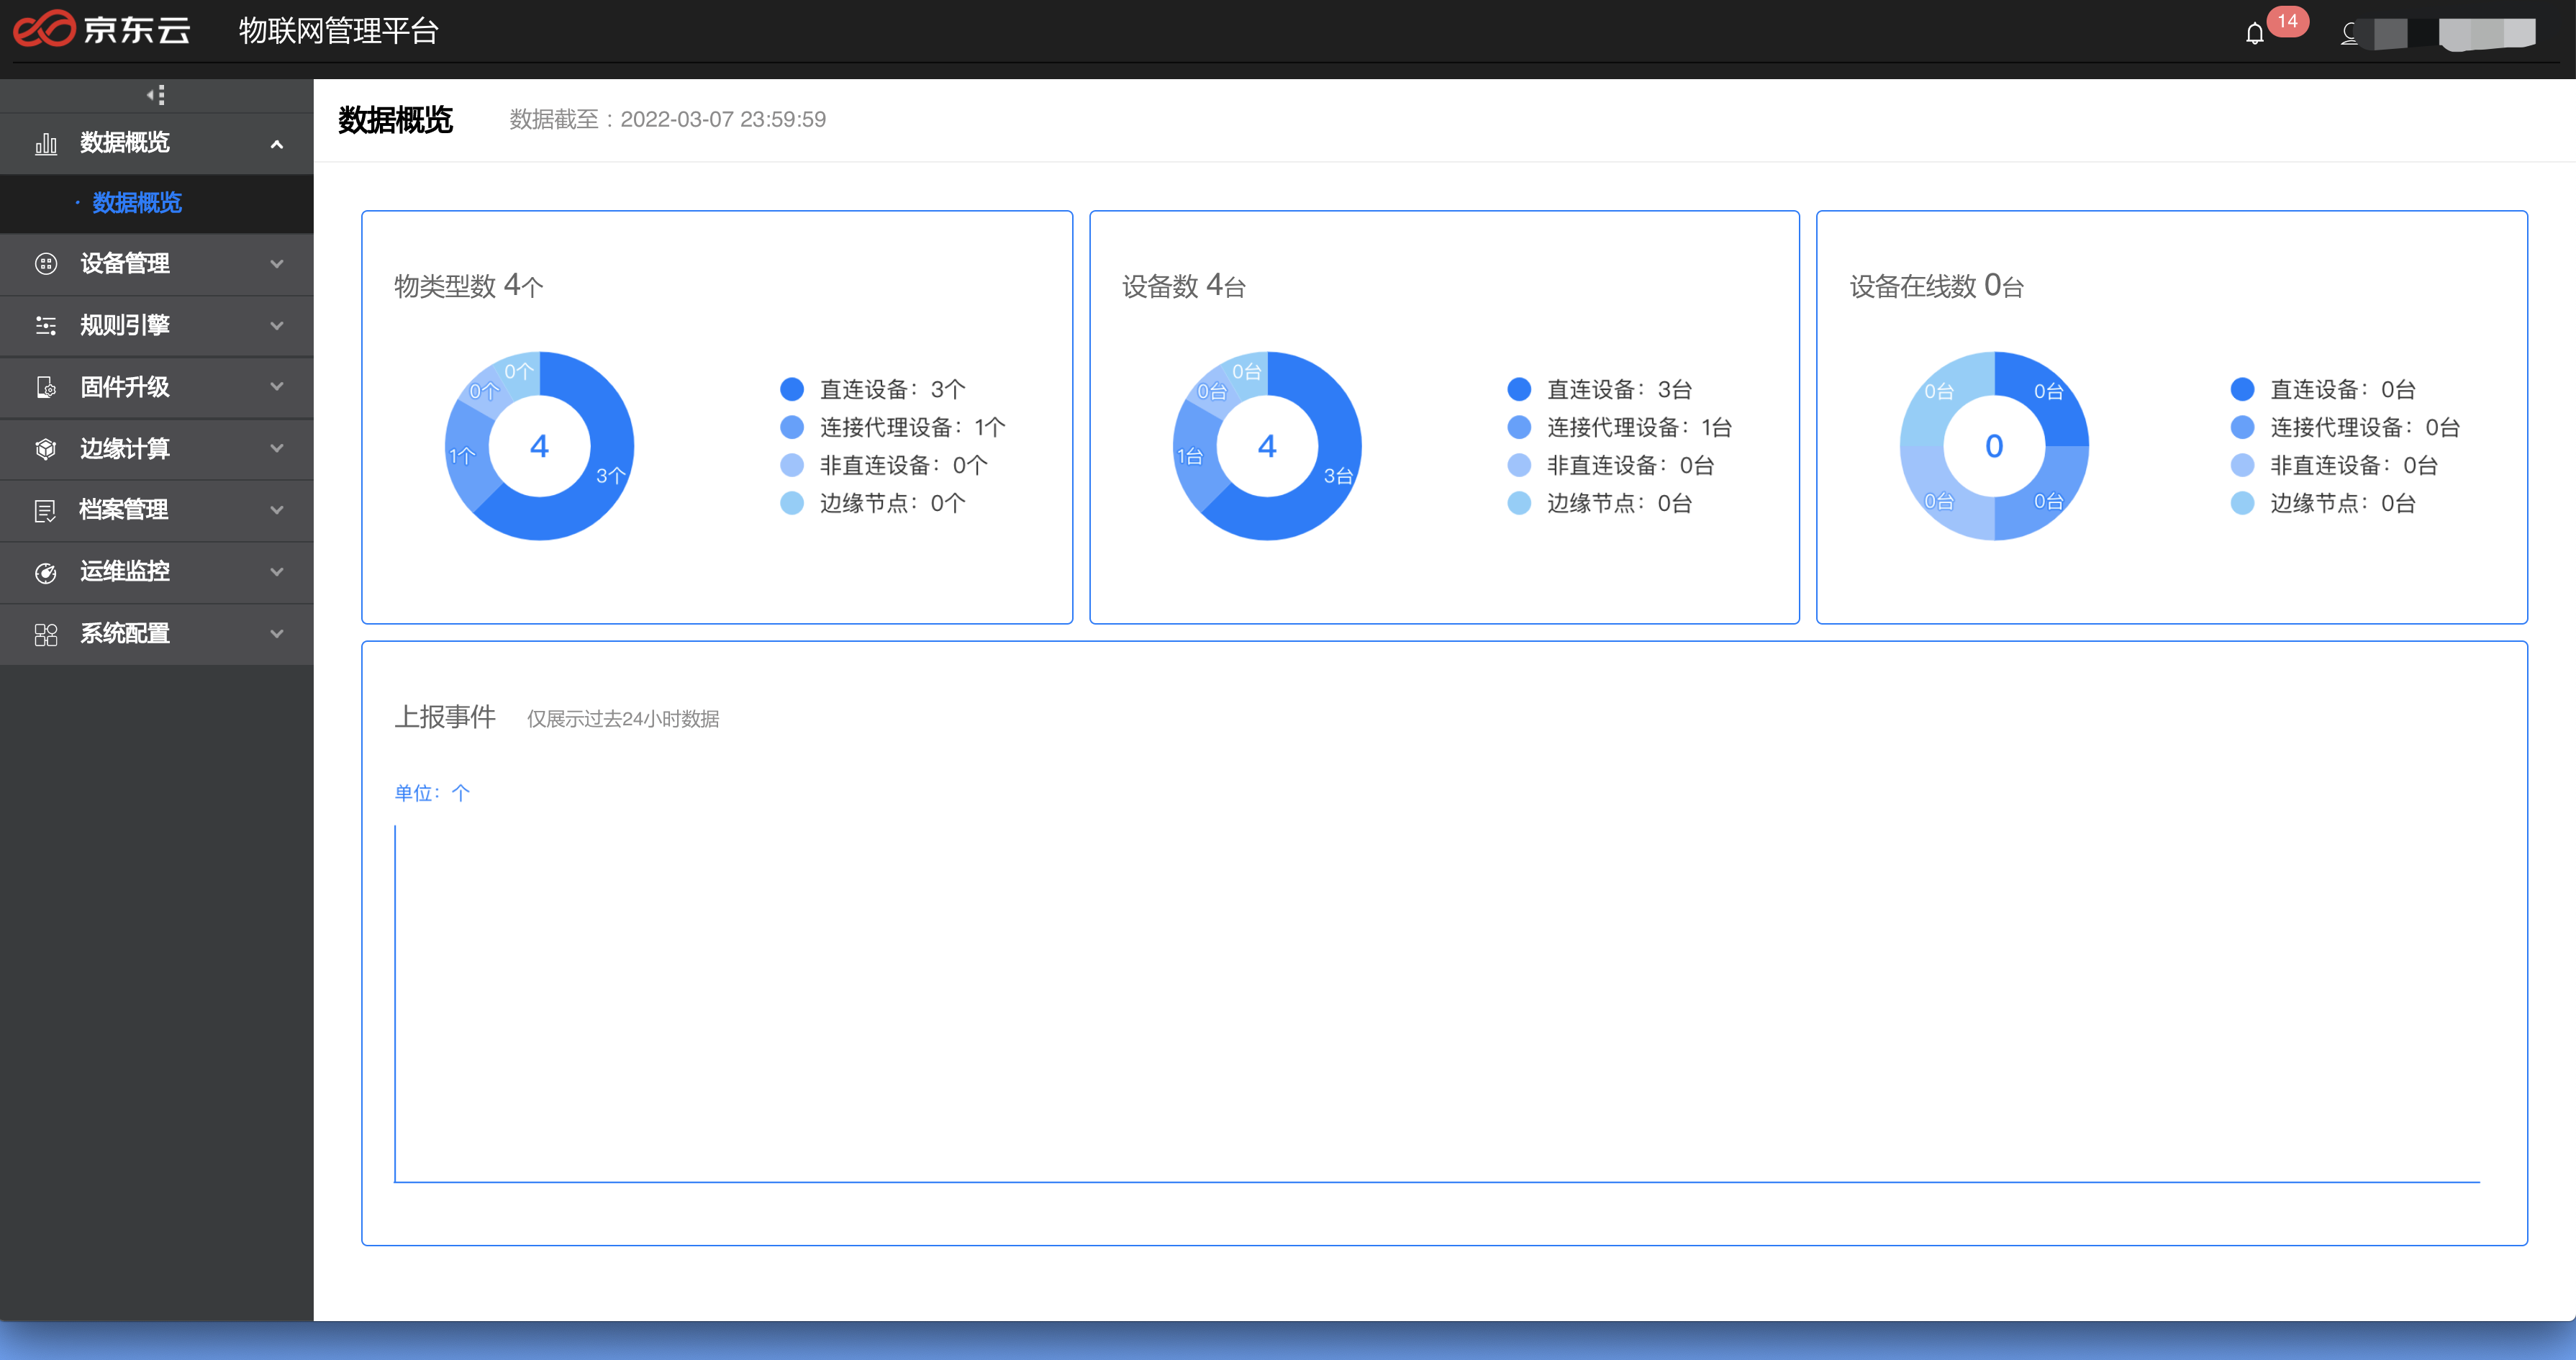 京东云 物联网管理平台 14
数据概览
数据概览
设备管理
规则引擎
固件升级
边缘计算
档案管理
运维监控
系统配置
数据概览 数据截至：2022-03-07 23:59:59
物类型数 4个
0个
0个
1个
3个
4
直连设备：3个
连接代理设备：1个
非直连设备：0个
边缘节点：0个
设备数 4台
0台
0台
1台
3台
4
直连设备：3台
连接代理设备：1台
非直连设备：0台
边缘节点：0台
设备在线数 0台
0台
0台
0台
0台
0
直连设备：0台
连接代理设备：0台
非直连设备：0台
边缘节点：0台
上报事件 仅展示过去24小时数据
单位：个